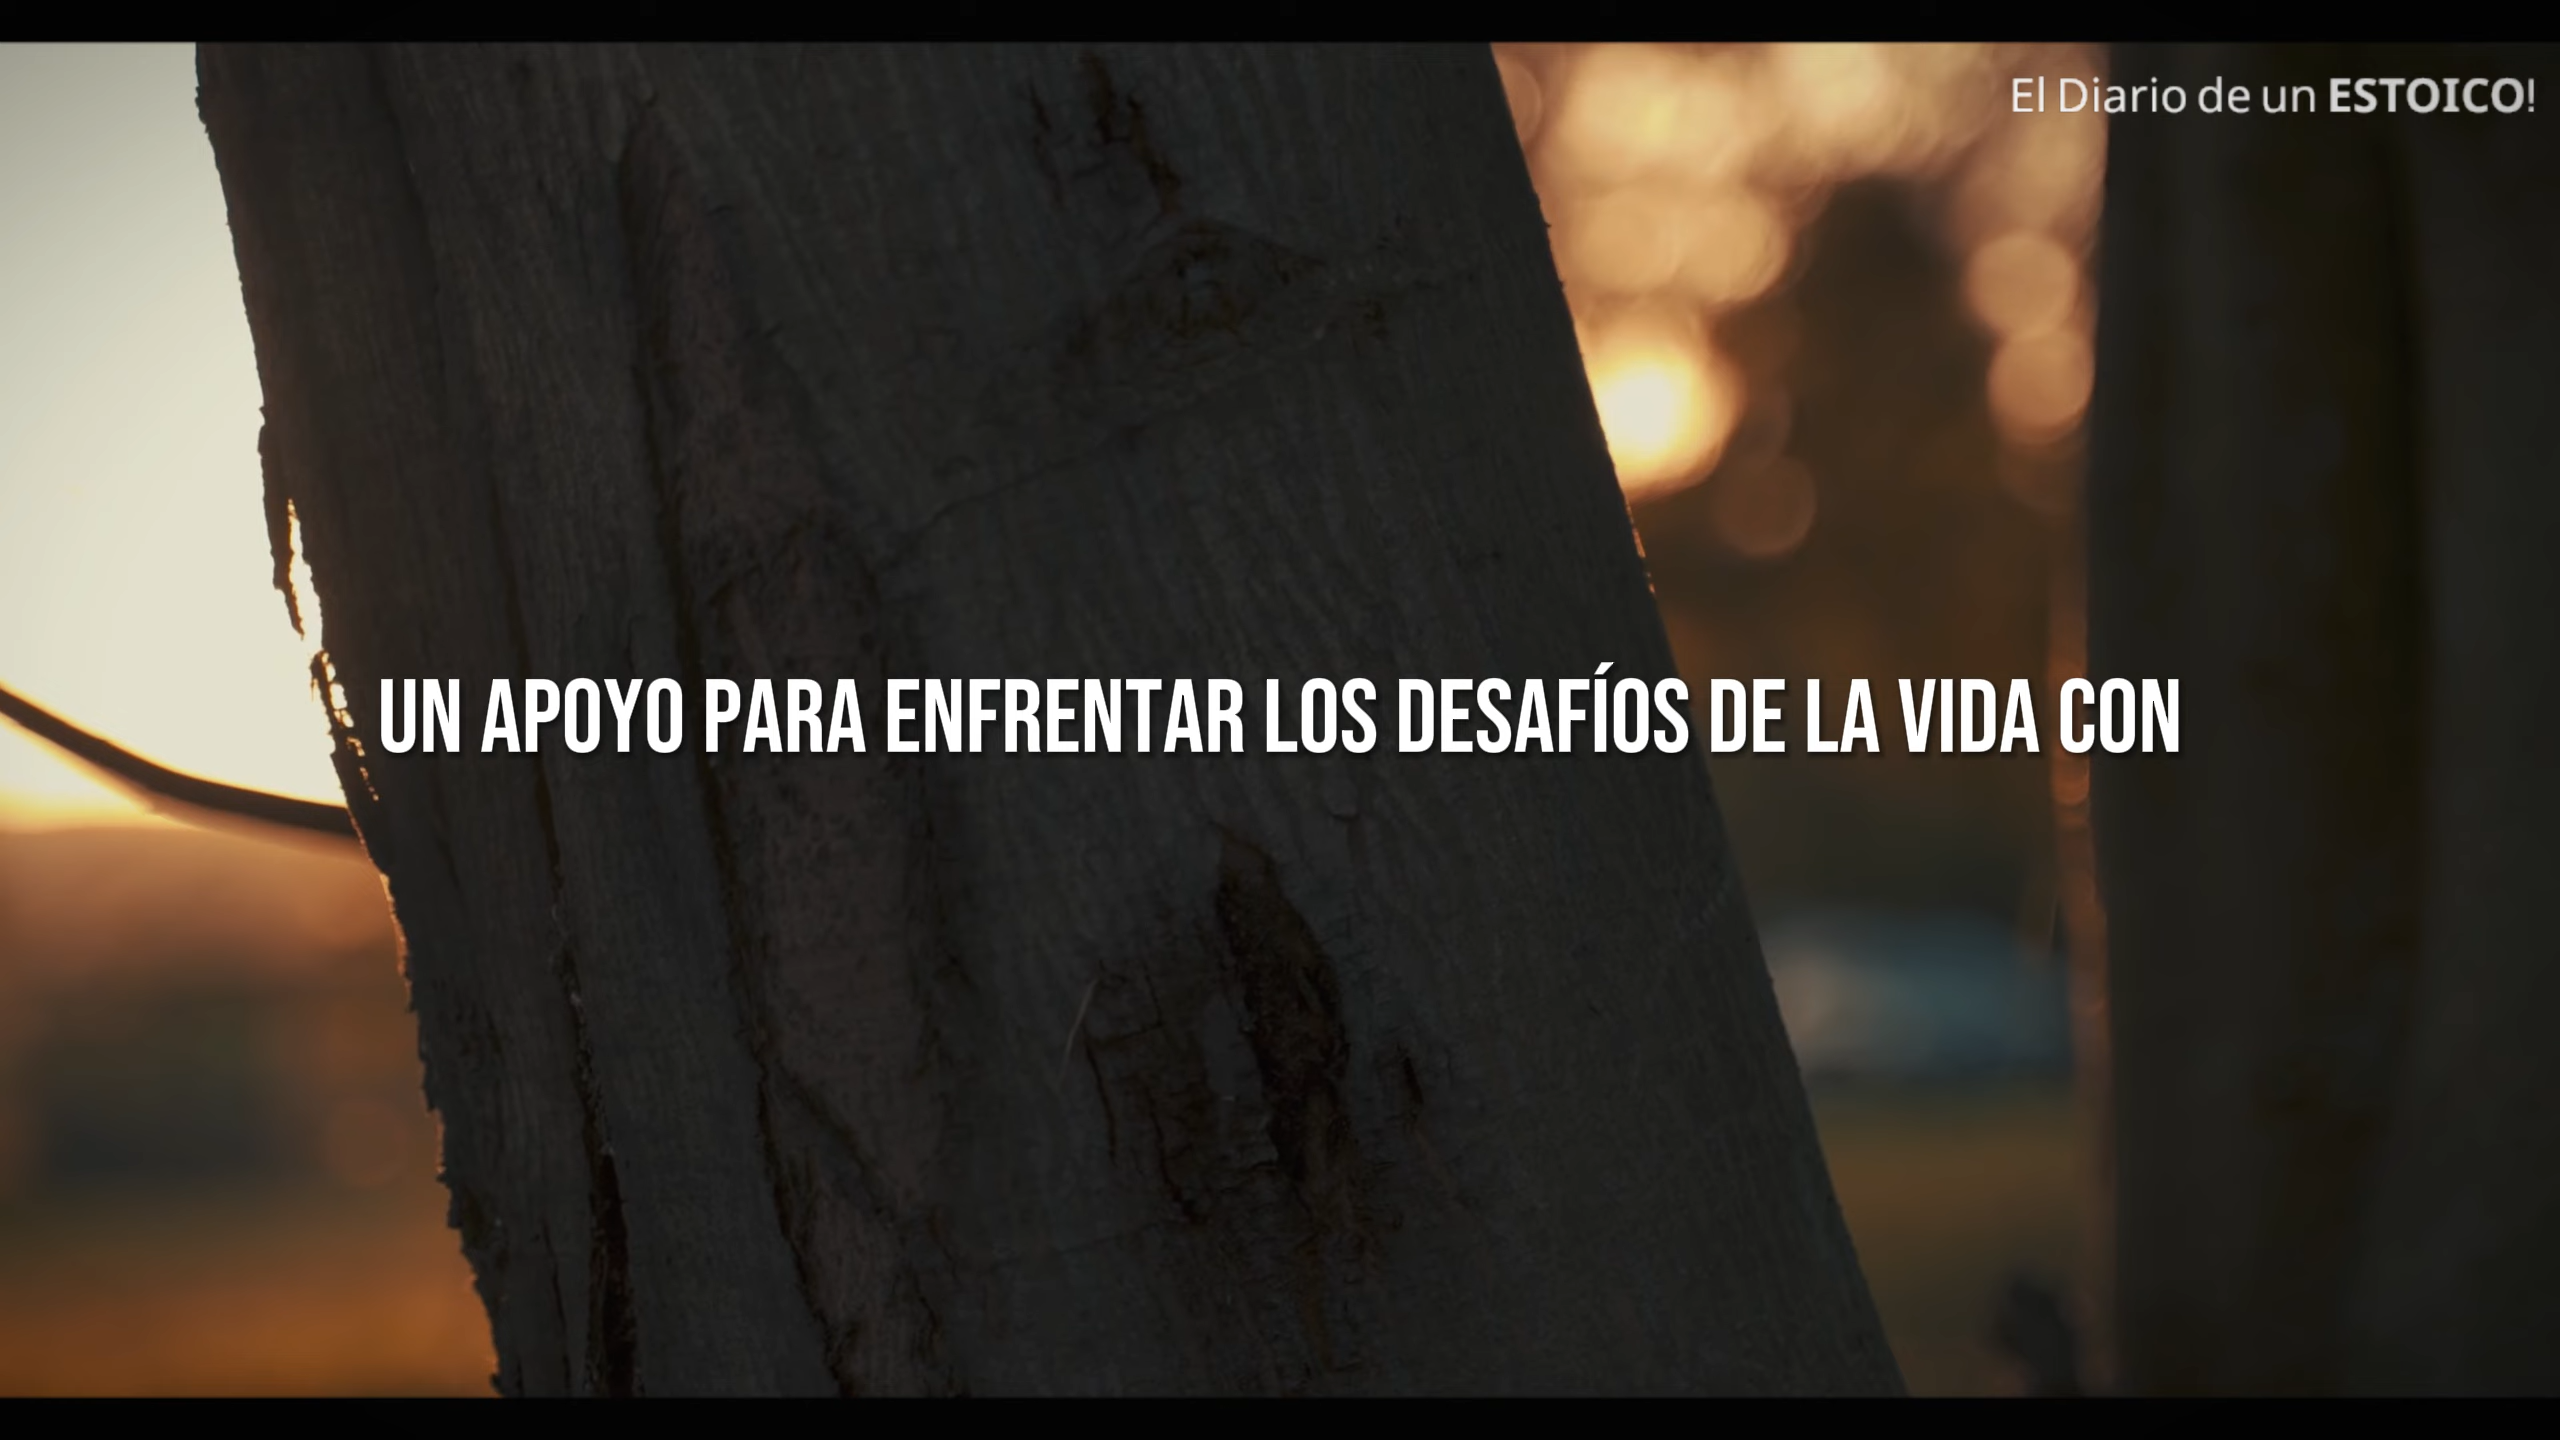 El Diario de un ESTOICO!
UN APOYO PARA ENFRENTAR LOS DESAFÍOS DE LA VIDA CON